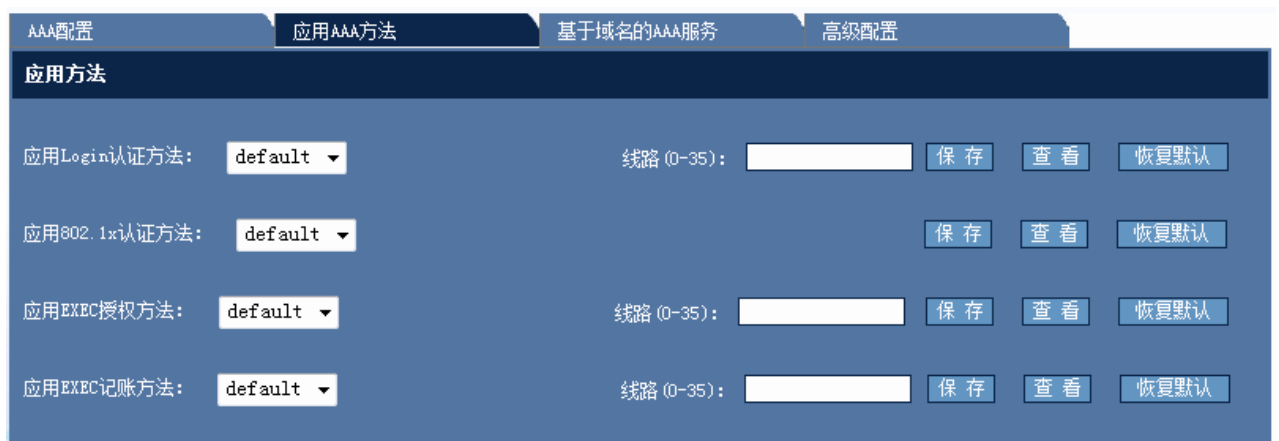 AAA配置 应用AAA方法 基于域名的AAA服务 高级配置
应用方法
应用Login认证方法： default 线路(0-35)： 保 存 查 看 恢复默认
应用802.1x认证方法： default 保 存 查 看 恢复默认
应用EXEC授权方法： default 线路(0-35)： 保 存 查 看 恢复默认
应用EXEC记账方法： default 线路(0-35)： 保 存 查 看 恢复默认